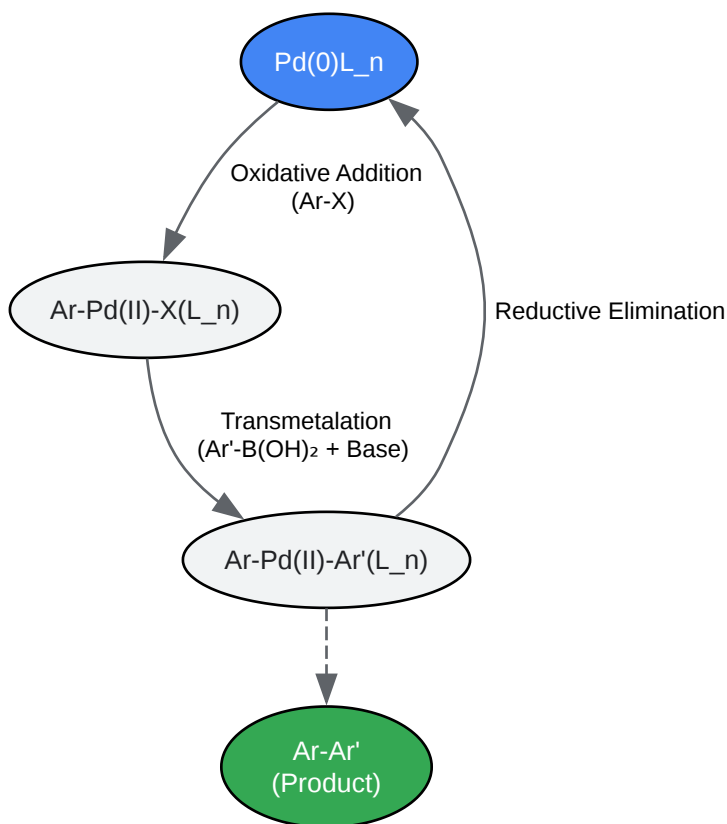 Pd(0)L_n
Oxidative Addition
(Ar-X)
Ar-Pd(II)-X(L_n)
Reductive Elimination
Transmetalation
(Ar'-B(OH)₂ + Base)
Ar-Pd(II)-Ar'(L_n)
Ar-Ar'
(Product)